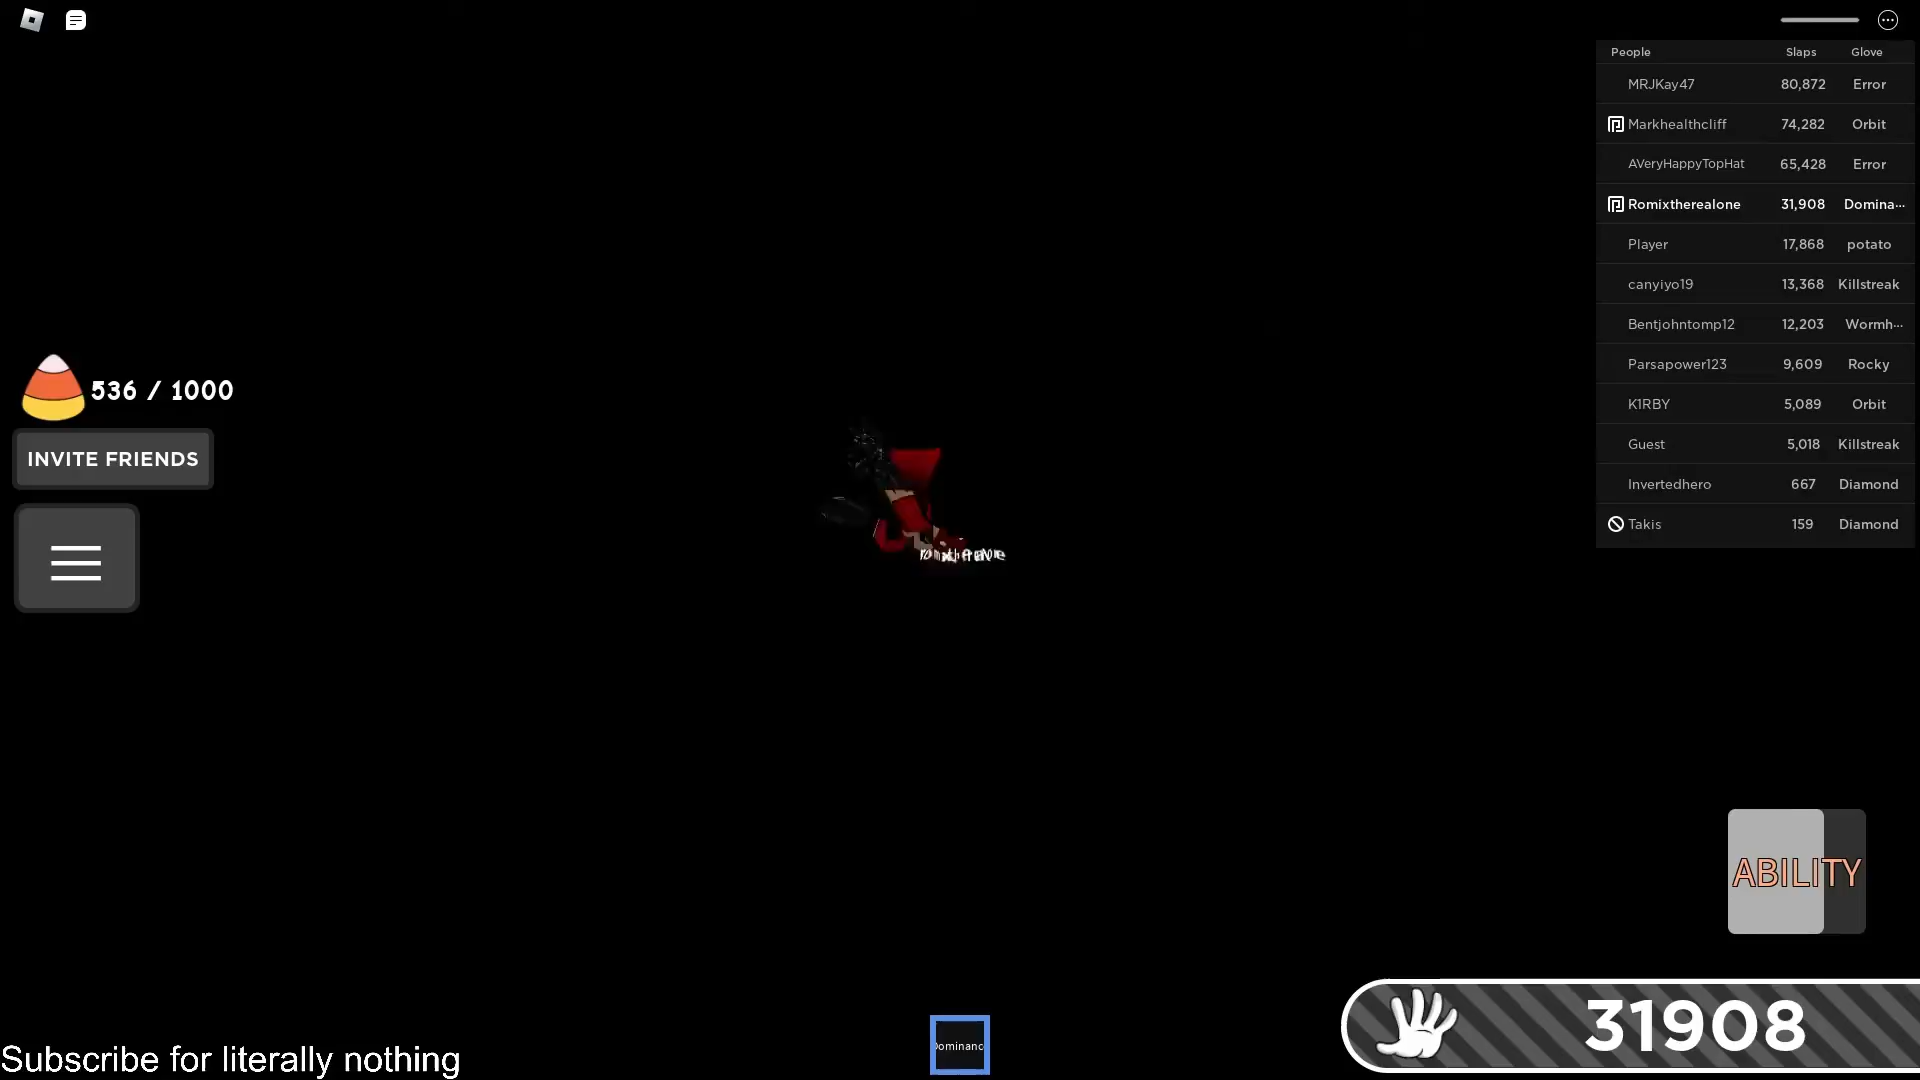 People Slaps Glove
MRJKay47 80,872 Error
Markhealthcliff 74,282 Orbit
AVeryHappyTopHat 65,428 Error
Romixtherealone 31,908 Domina...
Player 17,868 potato
canyiyo19 13,368 Killstreak
Bentjohntomp12 12,203 Wormh...
Parsapower123 9,609 Rocky
K1RBY 5,089 Orbit
Guest 5,018 Killstreak
Invertedhero 667 Diamond
Takis 159 Diamond
536 / 1000
INVITE FRIENDS
ABILITY
31908
Dominanc
Subscribe for literally nothing